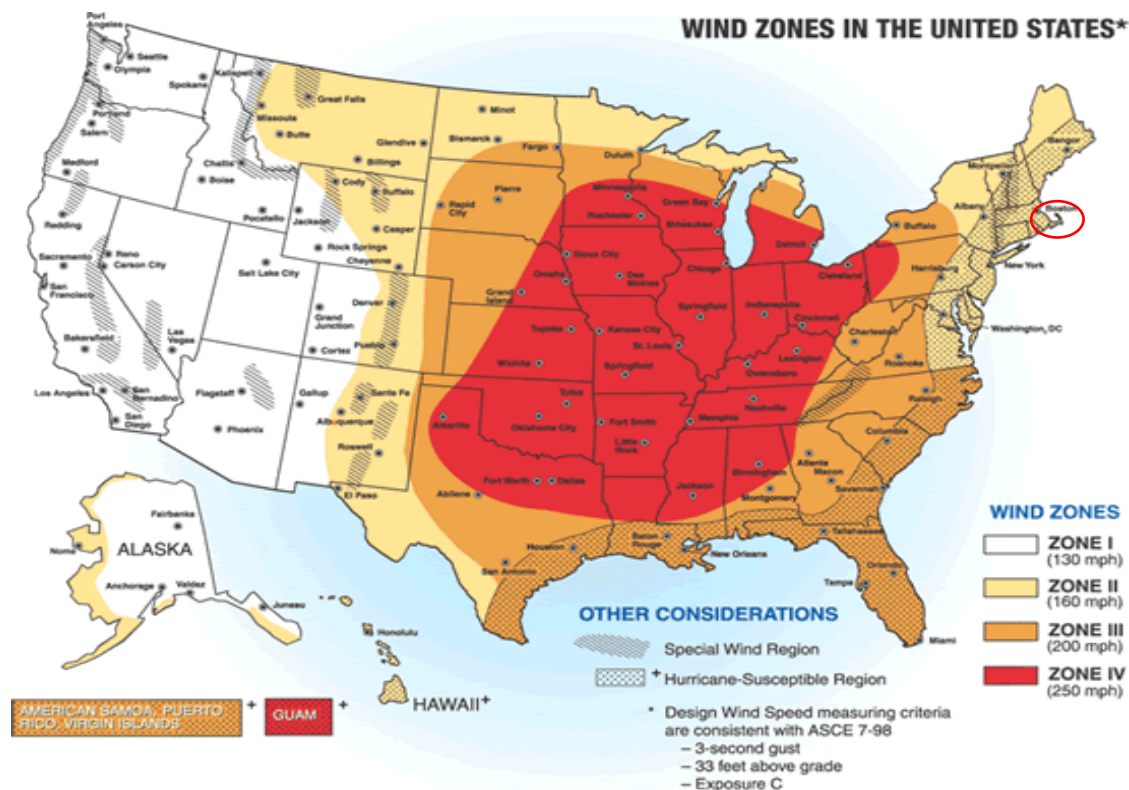 WIND ZONES IN THE UNITED STATES*
Port
Angeles
Seattle
Olympia
Spokane
Kalispell
Great Falls
Missoula
Butte
Glendive
Billings
Minot
Bismarck
Fargo
Duluth
Portland
Salem
Medford
Challis
Boise
Pocatello
Cody
Buffalo
Jackson
Casper
Rock Springs
Cheyenne
Pierre
Rapid
City
Minneapolis
Rochester
Green Bay
Milwaukee
Bangor
Montpelier
Albany
Boston
Buffalo
Detroit
Cleveland
Harrisburg
New York
Washington, DC
Redding
Sacramento
San
Francisco
Reno
Carson City
Salt Lake City
Bakersfield
Las
Vegas
Los Angeles
San
Bernadino
San
Diego
Denver
Grand
Junction
Pueblo
Cortez
Flagstaff
Gallup
Phoenix
Sante Fe
Albuquerque
Roswell
El Paso
Sioux City
Omaha
Des
Moines
Grand
Island
Chicago
Springfield
Indianapolis
Cincinnati
Topeka
Kansas City
St. Louis
Wichita
Springfield
Charleston
Lexington
Owensboro
Roanoke
Raleigh
Tulsa
Amarillo
Oklahoma City
Fort Smith
Little
Rock
Memphis
Nashville
Columbia
Atlanta
Macon
Savannah
Birmingham
Montgomery
Jackson
Fort Worth
Dallas
Abilene
Houston
San Antonio
Baton
Rouge
New Orleans
Tallahassee
Orlando
Tampa
Miami
Fairbanks
Nome
ALASKA
Anchorage
Valdez
Juneau
Honolulu
HAWAII+
AMERICAN SAMOA, PUERTO
RICO, VIRGIN ISLANDS
+
GUAM
+
WIND ZONES
ZONE I
(130 mph)
ZONE II
(160 mph)
ZONE III
(200 mph)
ZONE IV
(250 mph)
OTHER CONSIDERATIONS
Special Wind Region
+ Hurricane-Susceptible Region
* Design Wind Speed measuring criteria
are consistent with ASCE 7-98
– 3-second gust
– 33 feet above grade
– Exposure C